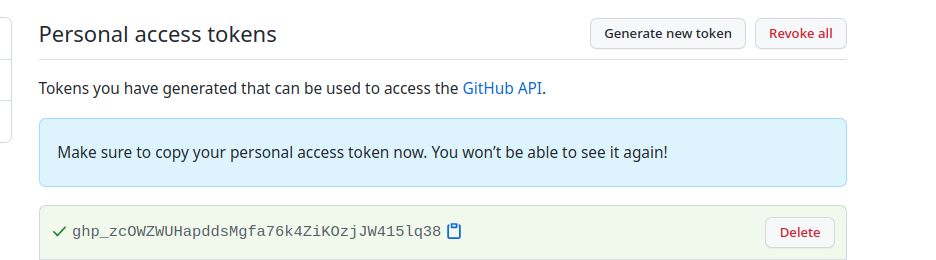 Personal access tokens
Generate new token
Revoke all
Tokens you have generated that can be used to access the GitHub API.
Make sure to copy your personal access token now. You won’t be able to see it again!
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
Delete